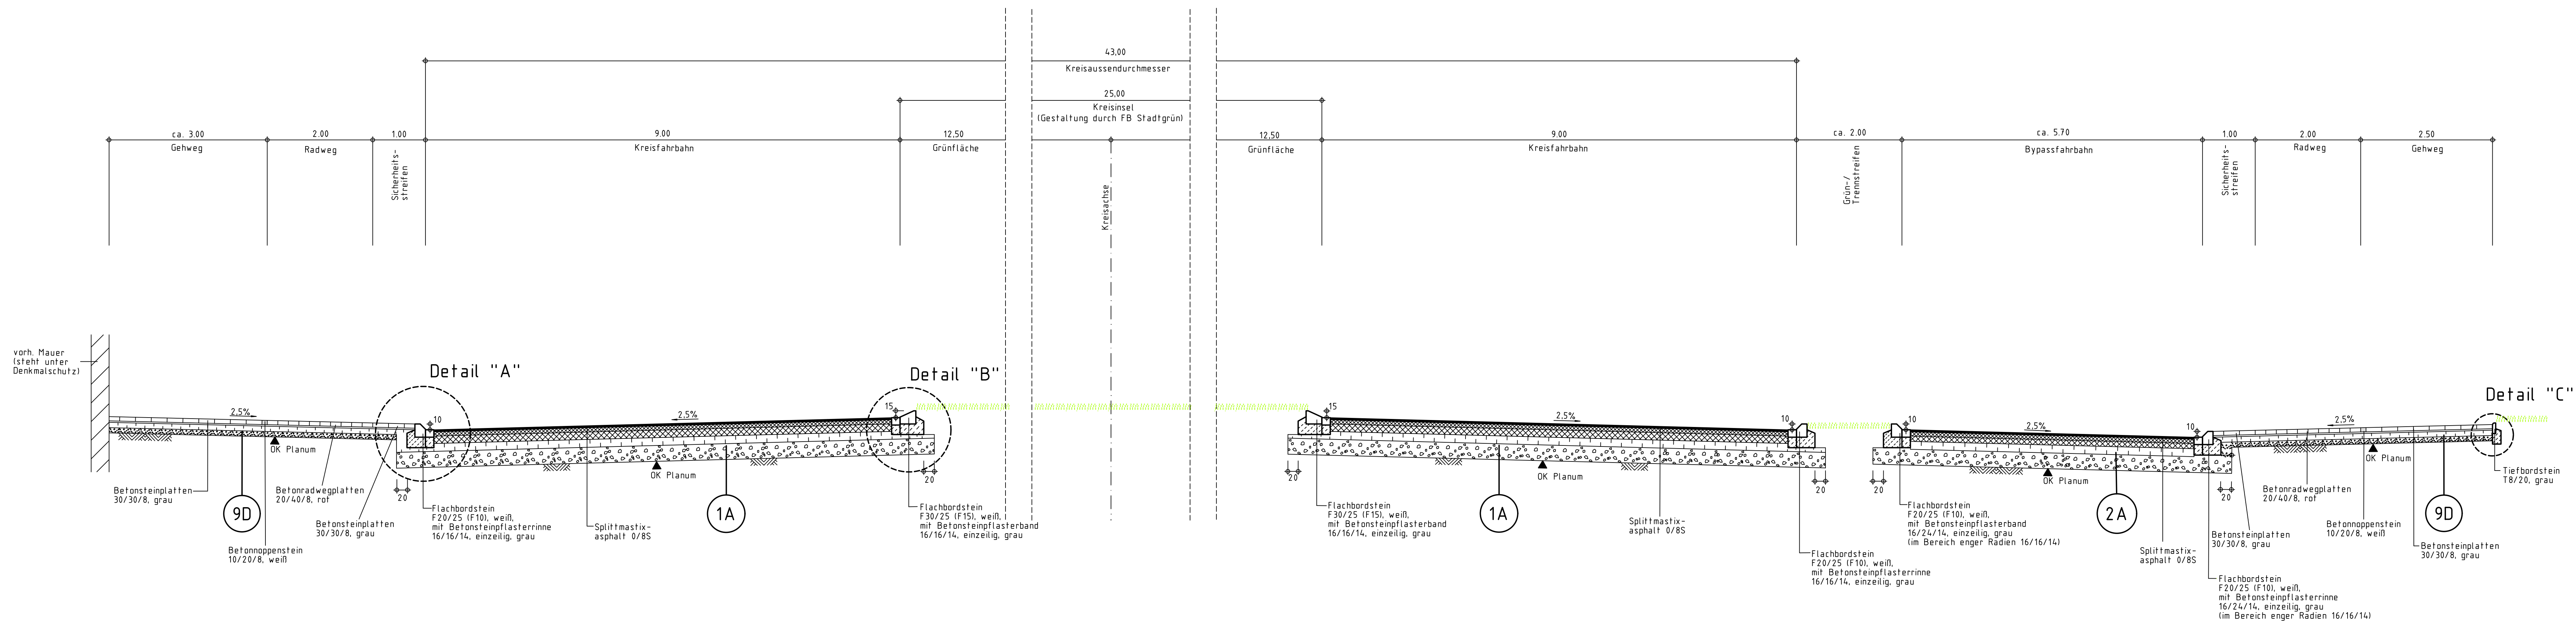 43,00
Kreisaussendurchmesser
25,00
Kreisinsel
(Gestaltung durch FB Stadtgrün)
ca. 3.00
Gehweg
2.00
Radweg
1.00
Sicherheits-
streifen
9.00
Kreisfahrbahn
12,50
Grünfläche
Kreisachse
12,50
Grünfläche
9.00
Kreisfahrbahn
ca. 2.00
Grün-/
Trennstreifen
ca. 5.70
Bypassfahrbahn
1.00
Sicherheits-
streifen
2.00
Radweg
2.50
Gehweg
vorh. Mauer
(steht unter
Denkmalschutz)
Detail "A"
Detail "B"
Detail "C"
2,5%
10
2,5%
15
15
2,5%
10
10
2,5%
10
2,5%
OK Planum
OK Planum
OK Planum
OK Planum
OK Planum
20
20
20
20
20
20
Betonsteinplatten
30/30/8, grau
9D
Betonnoppenstein
10/20/8, weiß
Betonradwegplatten
20/40/8, rot
Betonsteinplatten
30/30/8, grau
Flachbordstein
F20/25 (F10), weiß,
mit Betonsteinpflasterrinne
16/16/14, einzeilig, grau
Splittmastix-
asphalt 0/8S
1A
Flachbordstein
F30/25 (F15), weiß,
mit Betonsteinpflasterband
16/16/14, einzeilig, grau
Flachbordstein
F30/25 (F15), weiß,
mit Betonsteinpflasterband
16/16/14, einzeilig, grau
1A
Splittmastix-
asphalt 0/8S
Flachbordstein
F20/25 (F10), weiß,
mit Betonsteinpflasterrinne
16/16/14, einzeilig, grau
Flachbordstein
F20/25 (F10), weiß,
mit Betonsteinpflasterband
16/24/14, einzeilig, grau
(im Bereich enger Radien 16/16/14)
2A
Splittmastix-
asphalt 0/8S
Flachbordstein
F20/25 (F10), weiß,
mit Betonsteinpflasterrinne
16/24/14, einzeilig, grau
(im Bereich enger Radien 16/16/14)
Betonsteinplatten
30/30/8, grau
Betonradwegplatten
20/40/8, rot
Betonnoppenstein
10/20/8, weiß
9D
Betonsteinplatten
30/30/8, grau
Tiefbordstein
T8/20, grau